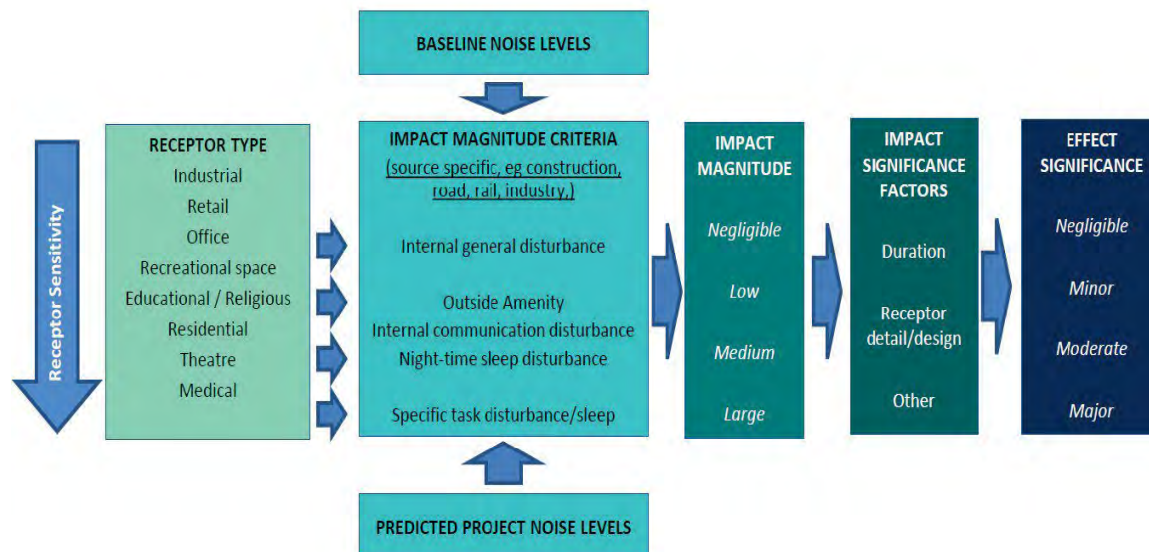 BASELINE NOISE LEVELS
Receptor Sensitivity
RECEPTOR TYPE
Industrial
Retail
Office
Recreational space
Educational / Religious
Residential
Theatre
Medical
IMPACT MAGNITUDE CRITERIA
(source specific, eg construction,
road, rail, industry,)
Internal general disturbance
Outside Amenity
Internal communication disturbance
Night-time sleep disturbance
Specific task disturbance/sleep
IMPACT
MAGNITUDE
Negligible
Low
Medium
Large
IMPACT
SIGNIFICANCE
FACTORS
Duration
Receptor
detail/design
Other
EFFECT
SIGNIFICANCE
Negligible
Minor
Moderate
Major
PREDICTED PROJECT NOISE LEVELS